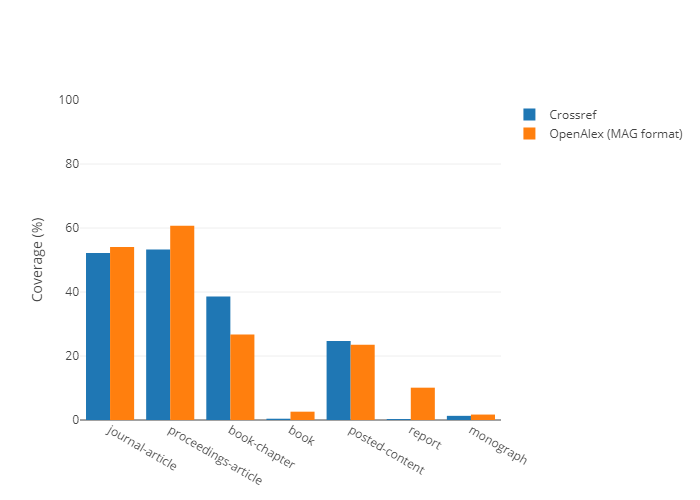 100
80
60
40
20
0
Coverage (%)
journal-article
proceedings-article
book-chapter
book
posted-content
report
monograph
Crossref
OpenAlex (MAG format)